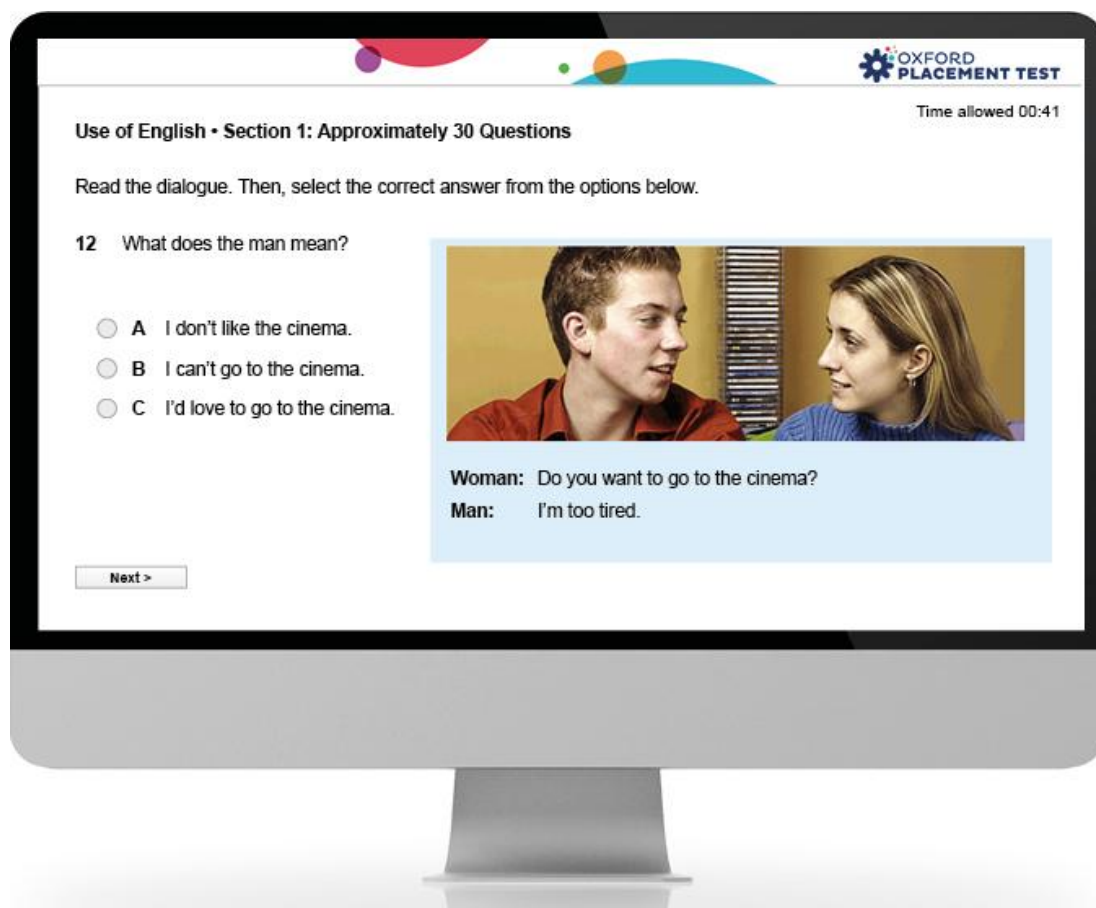 OXFORD
PLACEMENT TEST
Time allowed 00:41
Use of English • Section 1: Approximately 30 Questions
Read the dialogue. Then, select the correct answer from the options below.
12 What does the man mean?
A I don't like the cinema.
B I can't go to the cinema.
C I'd love to go to the cinema.
Woman: Do you want to go to the cinema?
Man: I'm too tired.
Next >